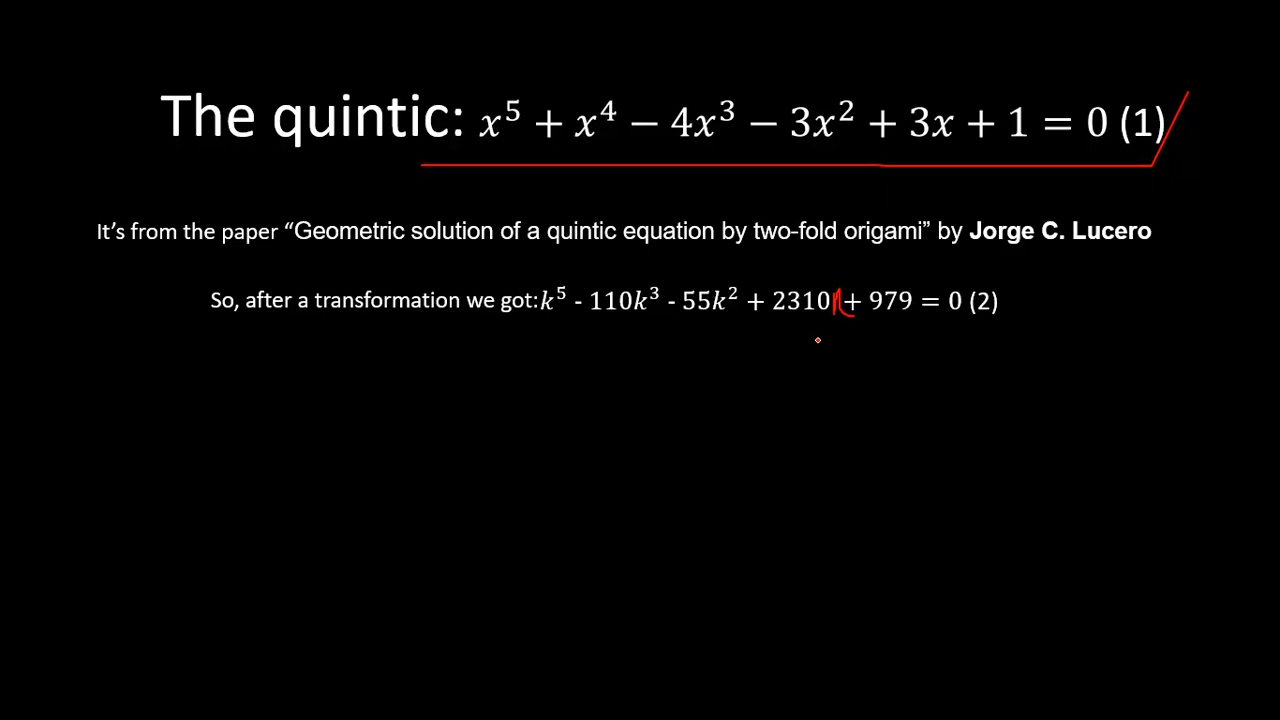 The quintic: x⁵ + x⁴ − 4x³ − 3x² + 3x + 1 = 0 (1)
It's from the paper “Geometric solution of a quintic equation by two-fold origami” by Jorge C. Lucero
So, after a transformation we got: k⁵ - 110k³ - 55k² + 2310k + 979 = 0 (2)